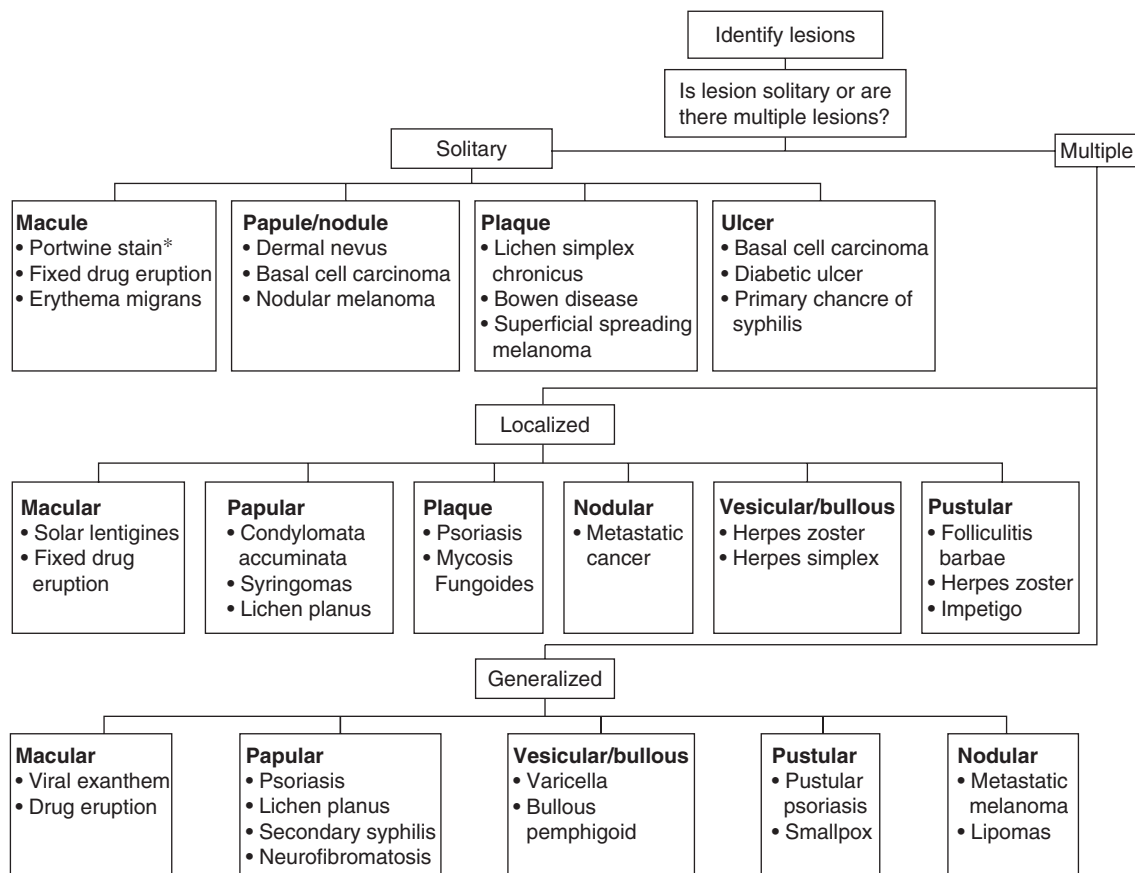 Identify lesions
Is lesion solitary or are
there multiple lesions?
Solitary
Multiple
Macule
• Portwine stain*
• Fixed drug eruption
• Erythema migrans
Papule/nodule
• Dermal nevus
• Basal cell carcinoma
• Nodular melanoma
Plaque
• Lichen simplex
chronicus
• Bowen disease
• Superficial spreading
melanoma
Ulcer
• Basal cell carcinoma
• Diabetic ulcer
• Primary chancre of
syphilis
Localized
Macular
• Solar lentigines
• Fixed drug
eruption
Papular
• Condylomata
accuminata
• Syringomas
• Lichen planus
Plaque
• Psoriasis
• Mycosis
Fungoides
Nodular
• Metastatic
cancer
Vesicular/bullous
• Herpes zoster
• Herpes simplex
Pustular
• Folliculitis
barbae
• Herpes zoster
• Impetigo
Generalized
Macular
• Viral exanthem
• Drug eruption
Papular
• Psoriasis
• Lichen planus
• Secondary syphilis
• Neurofibromatosis
Vesicular/bullous
• Varicella
• Bullous
pemphigoid
Pustular
• Pustular
psoriasis
• Smallpox
Nodular
• Metastatic
melanoma
• Lipomas